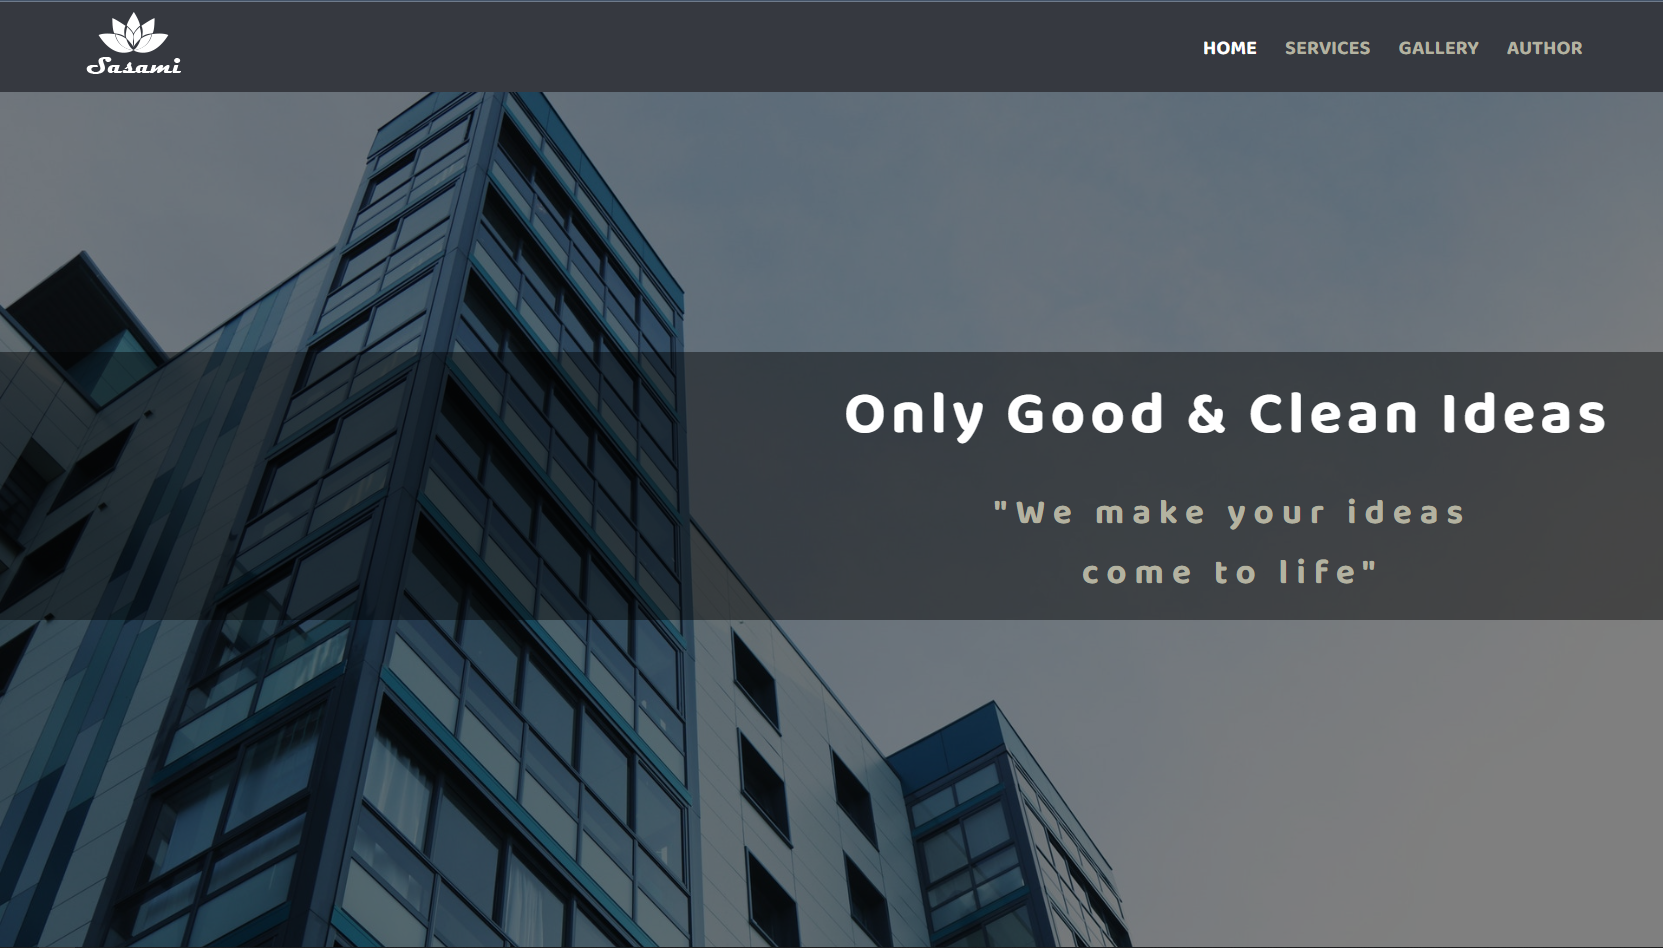 Sasami
HOME SERVICES GALLERY AUTHOR
Only Good & Clean Ideas
"We make your ideas
come to life"